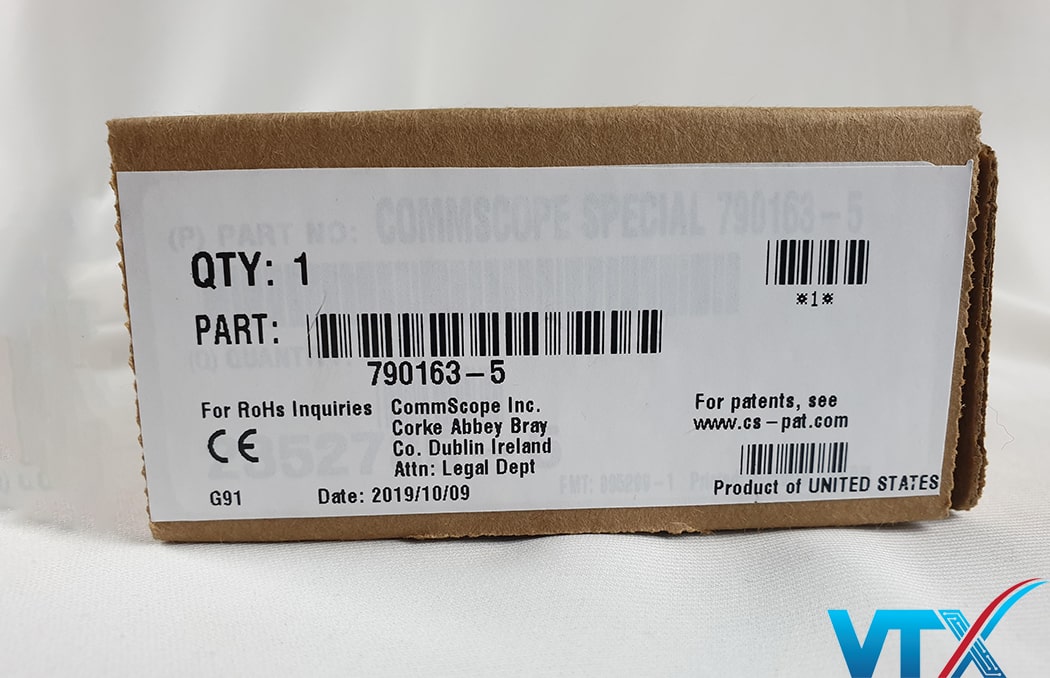 (P) PART NO: COMMSCOPE SPECIAL 790163-5
QTY: 1
*1*
PART:
790163-5
For RoHs Inquiries
CE
CommScope Inc.
Corke Abbey Bray
Co. Dublin Ireland
Attn: Legal Dept
For patents, see
www.cs-pat.com
G91
Date: 2019/10/09
Product of UNITED STATES
VTX